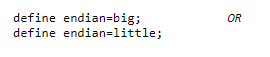 define endian=big; OR
define endian=little;